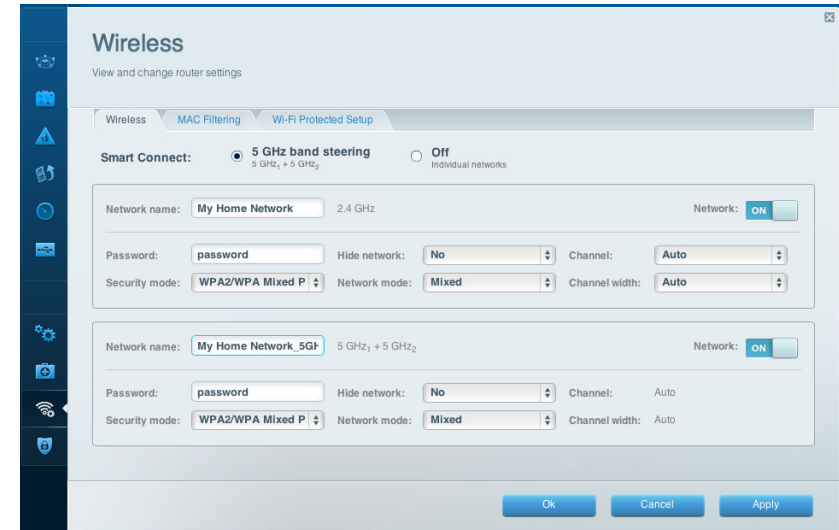 Wireless
View and change router settings
Wireless MAC Filtering Wi-Fi Protected Setup
Smart Connect: 5 GHz band steering Off
5 GHz₁ + 5 GHz₂ Individual networks
Network name: My Home Network 2.4 GHz Network: ON
Password: password Hide network: No Channel: Auto
Security mode: WPA2/WPA Mixed P Network mode: Mixed Channel width: Auto
Network name: My Home Network_5GH 5 GHz₁ + 5 GHz₂ Network: ON
Password: password Hide network: No Channel: Auto
Security mode: WPA2/WPA Mixed P Network mode: Mixed Channel width: Auto
Ok Cancel Apply